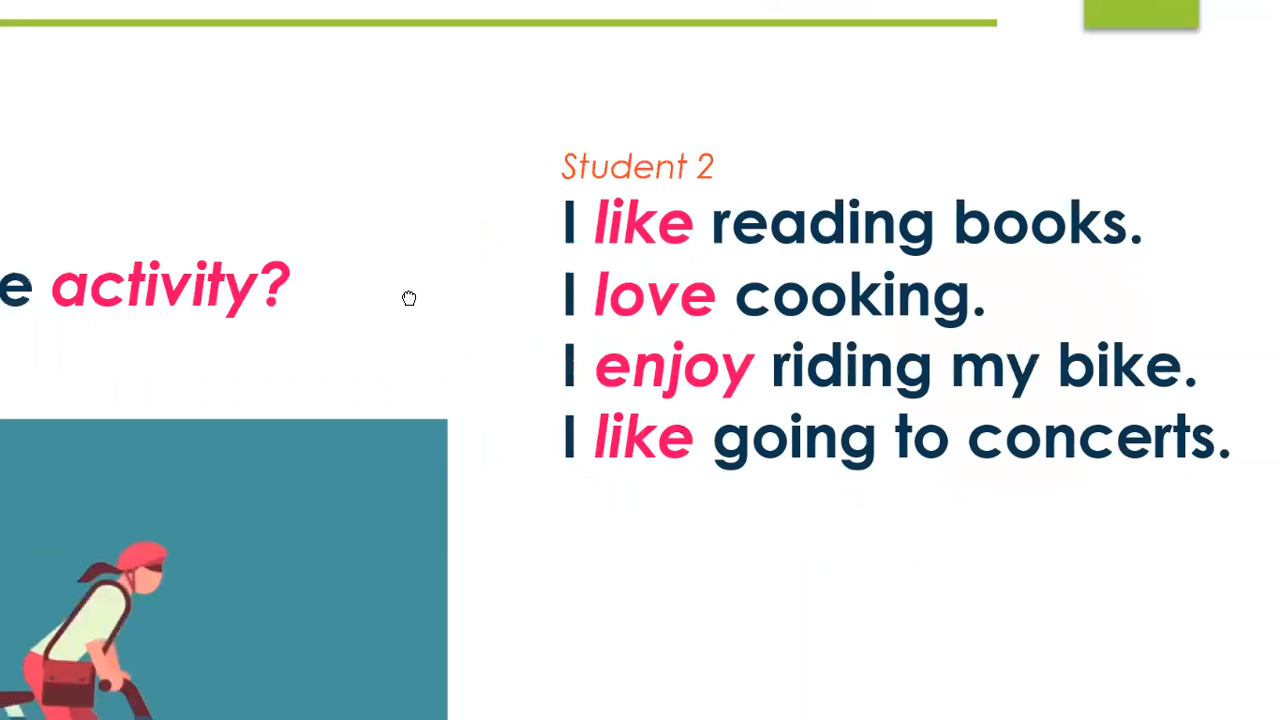 e activity?
Student 2
I like reading books.
I love cooking.
I enjoy riding my bike.
I like going to concerts.